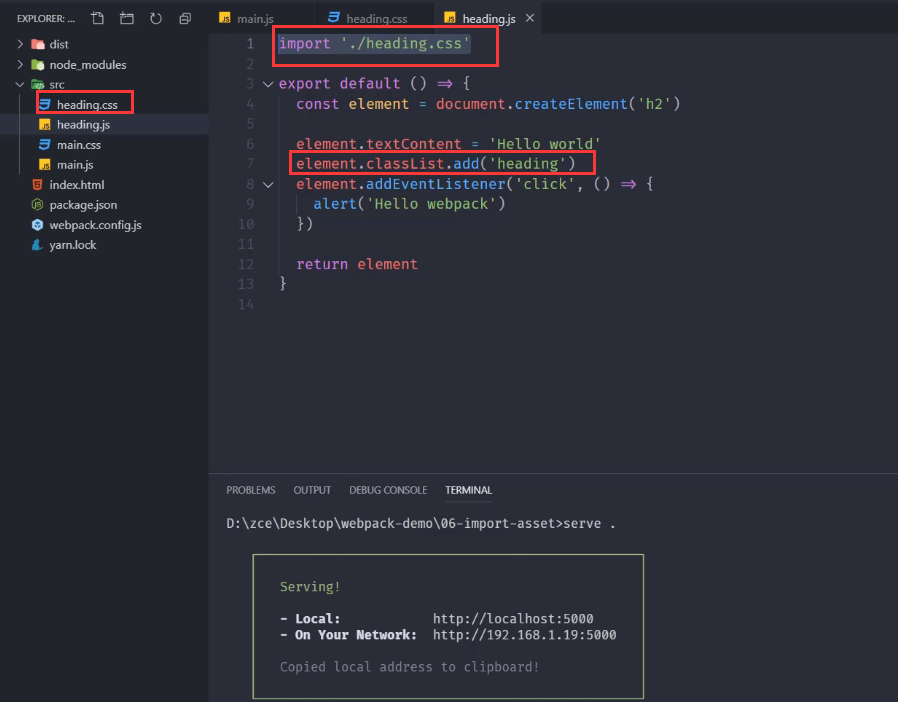 EXPLORER: ...
main.js
heading.css
heading.js
dist
node_modules
src
heading.css
heading.js
main.css
main.js
index.html
package.json
webpack.config.js
yarn.lock
1 import './heading.css'
2
3 export default () => {
4 const element = document.createElement('h2')
5
6 element.textContent = 'Hello world'
7 element.classList.add('heading')
8 element.addEventListener('click', () => {
9 alert('Hello webpack')
10 })
11
12 return element
13 }
14
PROBLEMS OUTPUT DEBUG CONSOLE TERMINAL
D:\zce\Desktop\webpack-demo\06-import-asset>serve .
Serving!
- Local: http://localhost:5000
- On Your Network: http://192.168.1.19:5000
Copied local address to clipboard!